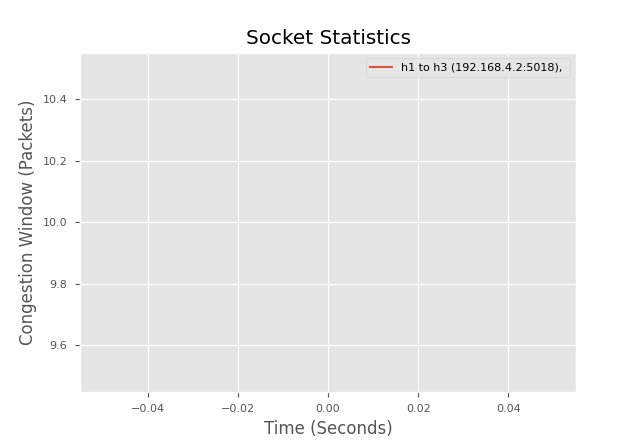 Socket Statistics
h1 to h3 (192.168.4.2:5018),
Congestion Window (Packets)
10.4
10.2
10.0
9.8
9.6
−0.04 −0.02 0.00 0.02 0.04
Time (Seconds)